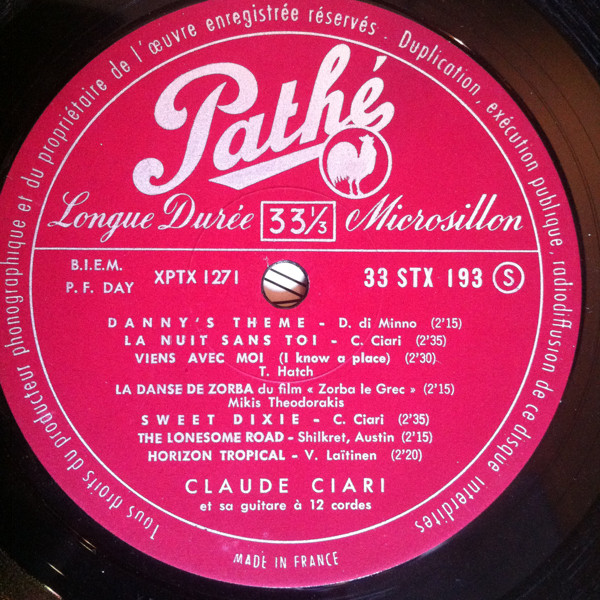 Tous droits du producteur phonographique et du propriétaire de l'œuvre enregistrée réservés - Duplication, exécution publique, radiodiffusion de ce disque interdites
Pathé
Longue Durée 33⅓ Microsillon
B.I.E.M. XPTX 1271 33 STX 193 S
P. F. DAY
DANNY'S THEME - D. di Minno (2'15)
LA NUIT SANS TOI - C. Ciari (2'35)
VIENS AVEC MOI (I know a place) (2'30)
T. Hatch
LA DANSE DE ZORBA du film « Zorba le Grec » (2'15)
Mikis Theodorakis
SWEET DIXIE - C. Ciari (2'35)
THE LONESOME ROAD - Shilkret, Austin (2'15)
HORIZON TROPICAL - V. Laïtinen (2'20)
CLAUDE CIARI
et sa guitare à 12 cordes
MADE IN FRANCE